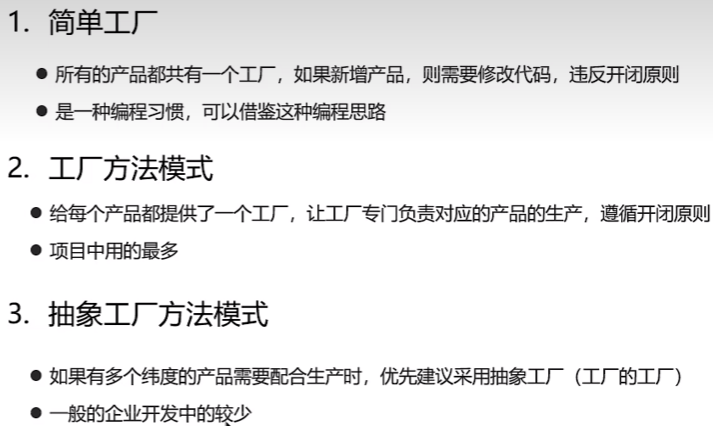 1. 简单工厂
● 所有的产品都共有一个工厂，如果新增产品，则需要修改代码，违反开闭原则
● 是一种编程习惯，可以借鉴这种编程思路
2. 工厂方法模式
● 给每个产品都提供了一个工厂，让工厂专门负责对应的产品的生产，遵循开闭原则
● 项目中用的最多
3. 抽象工厂方法模式
● 如果有多个纬度的产品需要配合生产时，优先建议采用抽象工厂（工厂的工厂）
● 一般的企业开发中的较少